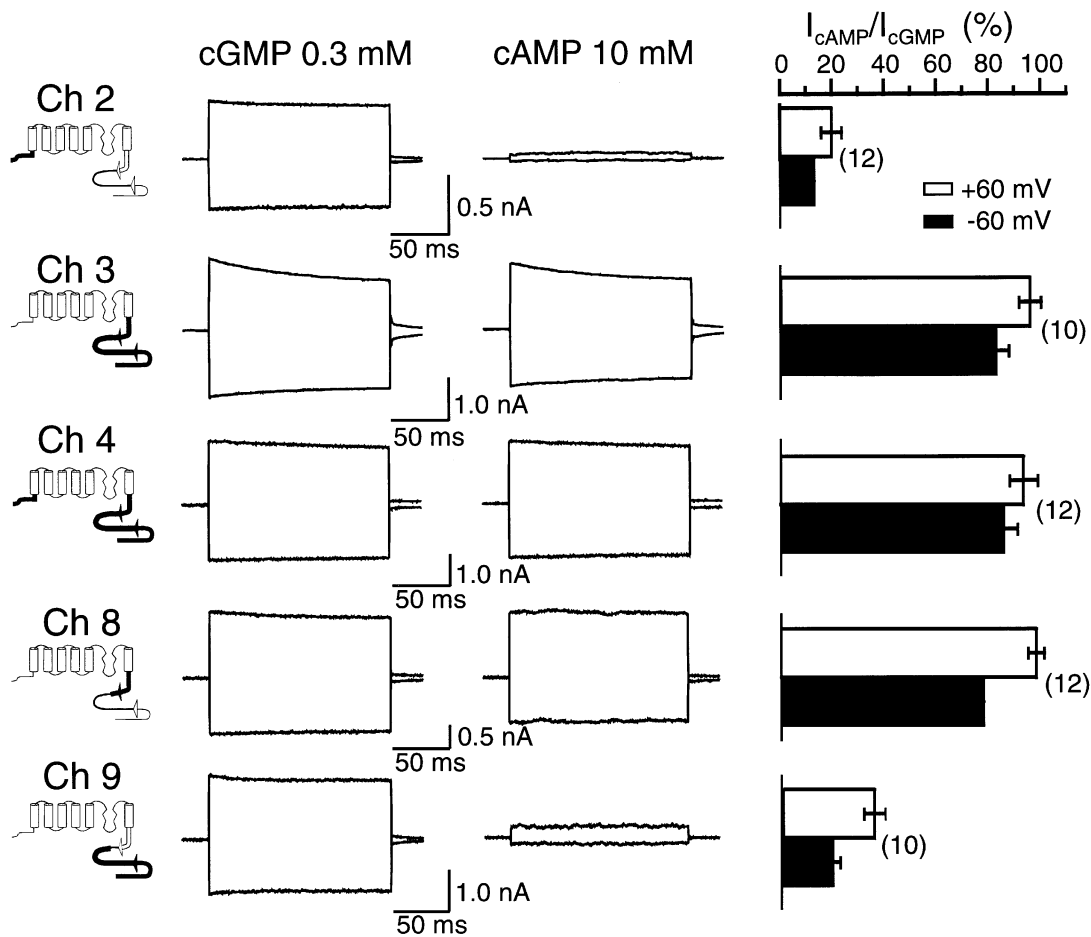 cGMP 0.3 mM
cAMP 10 mM
IcAMP/IcGMP (%)
0 20 40 60 80 100
Ch 2
0.5 nA
50 ms
(12)
+60 mV
-60 mV
Ch 3
1.0 nA
50 ms
(10)
Ch 4
1.0 nA
50 ms
(12)
Ch 8
0.5 nA
50 ms
(12)
Ch 9
1.0 nA
50 ms
(10)